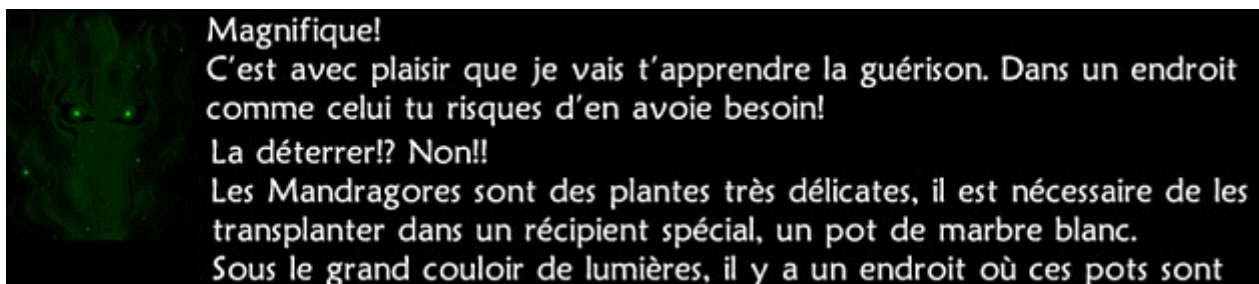 Magnifique!
C'est avec plaisir que je vais t'apprendre la guérison. Dans un endroit
comme celui tu risques d'en avoie besoin!
La déterrer!? Non!!
Les Mandragores sont des plantes très délicates, il est nécessaire de les
transplanter dans un récipient spécial, un pot de marbre blanc.
Sous le grand couloir de lumières, il y a un endroit où ces pots sont